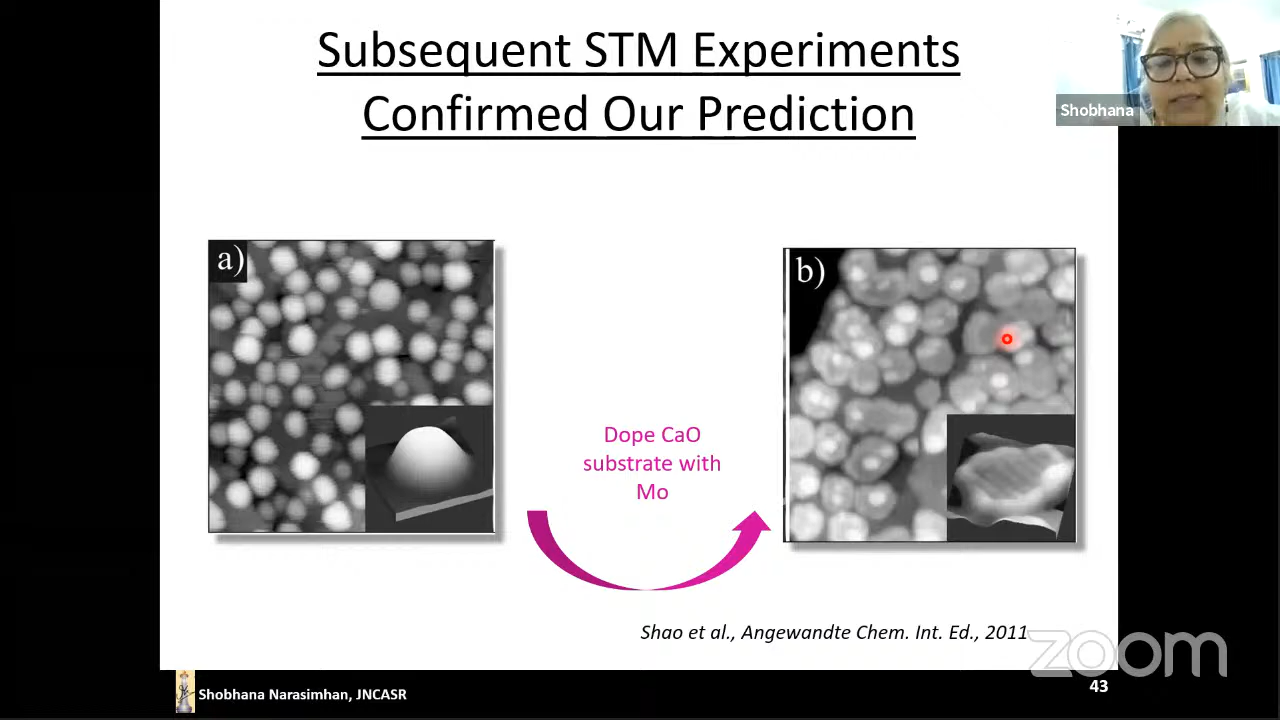 Subsequent STM Experiments
Confirmed Our Prediction
Shobhana
a)
b)
Dope CaO
substrate with
Mo
Shao et al., Angewandte Chem. Int. Ed., 2011
zoom
Shobhana Narasimhan, JNCASR
43